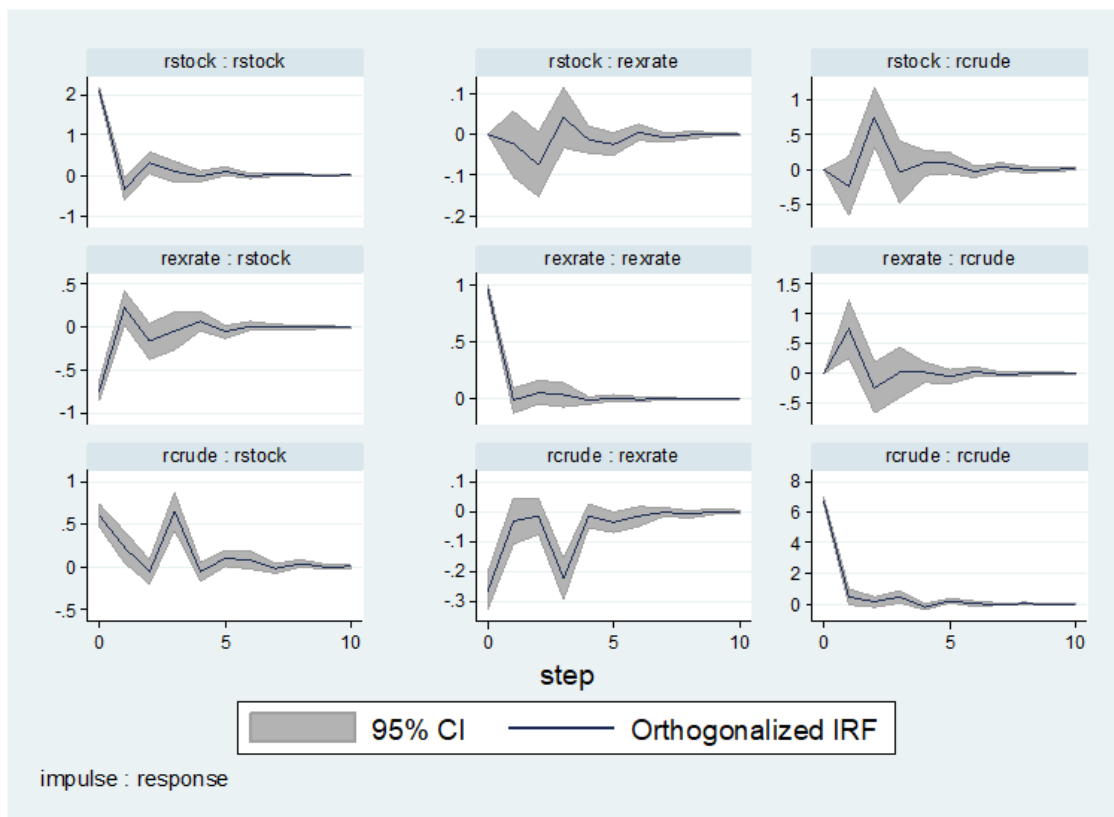 rstock : rstock
rstock : rexrate
rstock : rcrude
2
1
0
-1
.1
0
-.1
-.2
1
.5
0
-.5
rexrate : rstock
rexrate : rexrate
rexrate : rcrude
.5
0
-.5
-1
1
.5
0
1.5
1
.5
0
-.5
rcrude : rstock
rcrude : rexrate
rcrude : rcrude
1
.5
0
-.5
.1
0
-.1
-.2
-.3
8
6
4
2
0
0 5 10
0 5 10
0 5 10
step
95% CI
Orthogonalized IRF
impulse : response